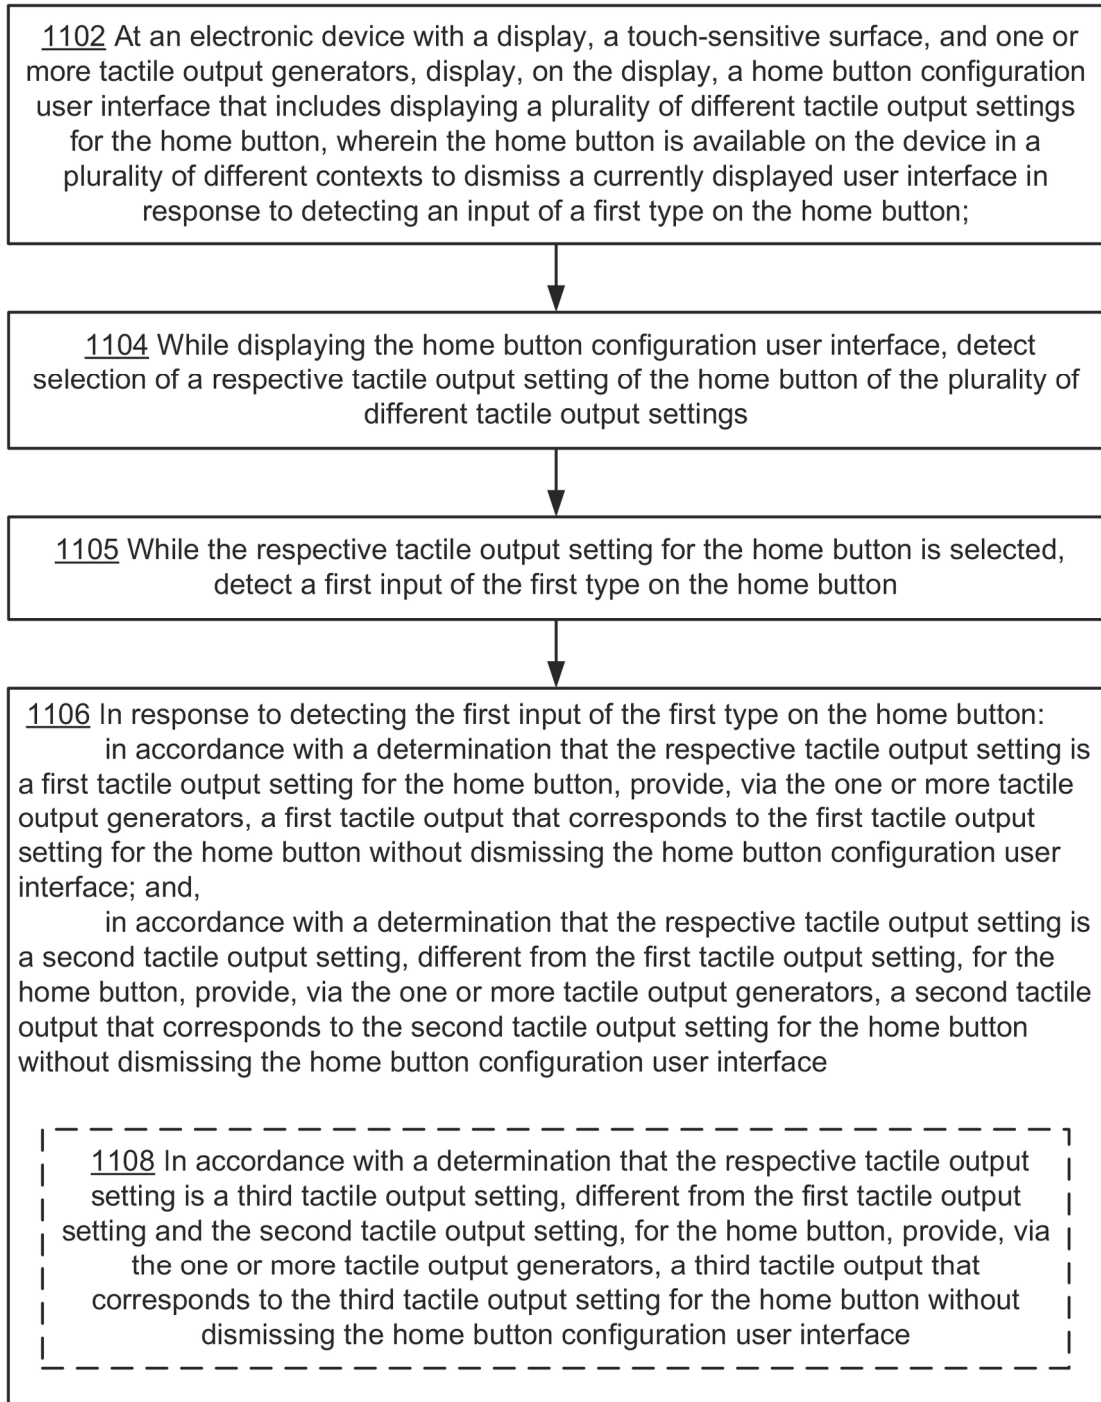 1102 At an electronic device with a display, a touch-sensitive surface, and one or
more tactile output generators, display, on the display, a home button configuration
user interface that includes displaying a plurality of different tactile output settings
for the home button, wherein the home button is available on the device in a
plurality of different contexts to dismiss a currently displayed user interface in
response to detecting an input of a first type on the home button;
1104 While displaying the home button configuration user interface, detect
selection of a respective tactile output setting of the home button of the plurality of
different tactile output settings
1105 While the respective tactile output setting for the home button is selected,
detect a first input of the first type on the home button
1106 In response to detecting the first input of the first type on the home button:
in accordance with a determination that the respective tactile output setting is
a first tactile output setting for the home button, provide, via the one or more tactile
output generators, a first tactile output that corresponds to the first tactile output
setting for the home button without dismissing the home button configuration user
interface; and,
in accordance with a determination that the respective tactile output setting is
a second tactile output setting, different from the first tactile output setting, for the
home button, provide, via the one or more tactile output generators, a second tactile
output that corresponds to the second tactile output setting for the home button
without dismissing the home button configuration user interface
1108 In accordance with a determination that the respective tactile output
setting is a third tactile output setting, different from the first tactile output
setting and the second tactile output setting, for the home button, provide, via
the one or more tactile output generators, a third tactile output that
corresponds to the third tactile output setting for the home button without
dismissing the home button configuration user interface